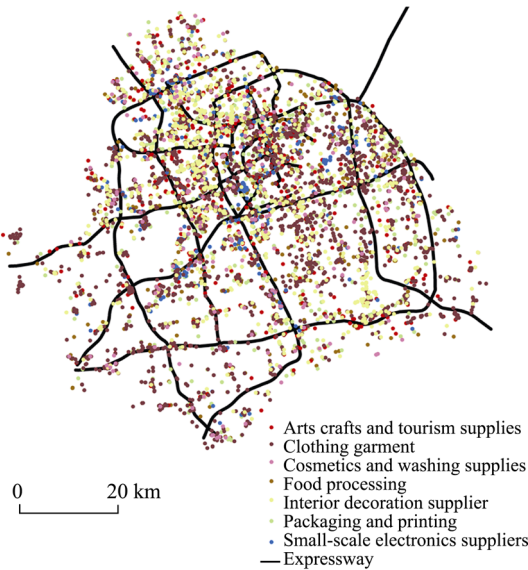 Arts crafts and tourism supplies
Clothing garment
Cosmetics and washing supplies
Food processing
Interior decoration supplier
Packaging and printing
Small-scale electronics suppliers
Expressway
0 20 km